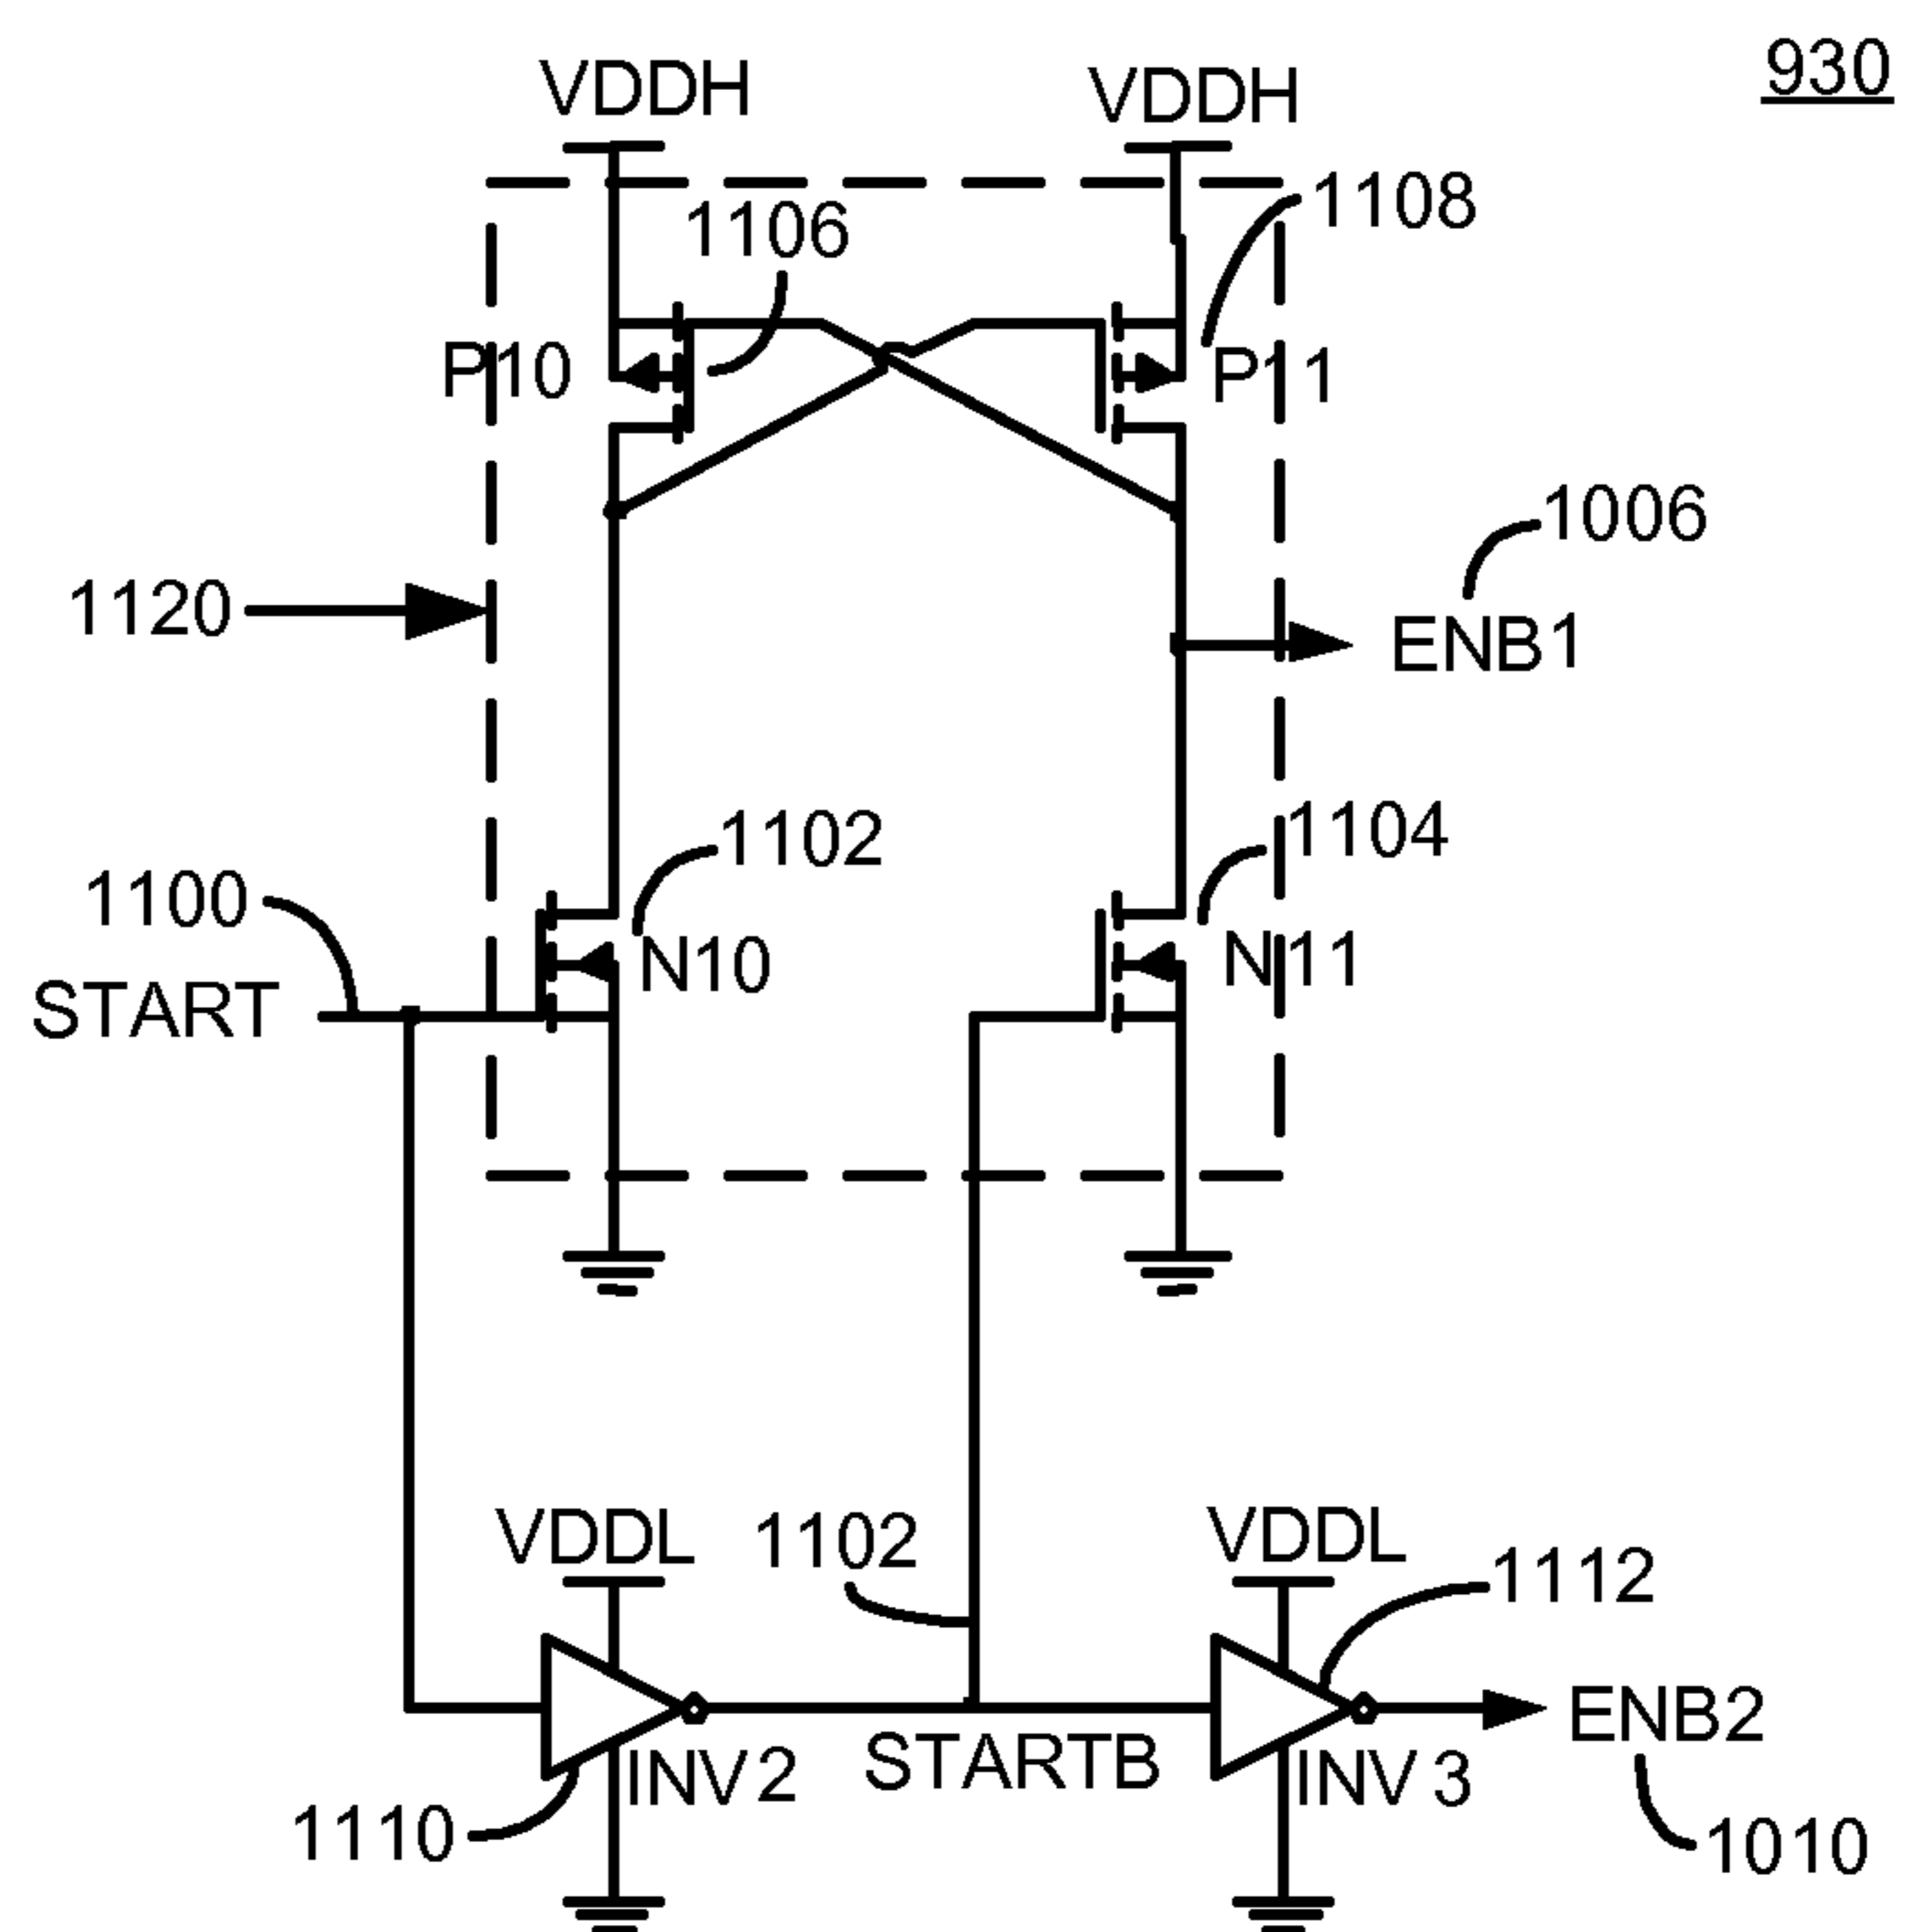 930
VDDH
VDDH
1106
1108
P10
P11
1006
1120
ENB1
1102
1104
1100
N10
N11
START
VDDL
1102
VDDL
1112
ENB2
STARTB
INV2
INV3
1110
1010